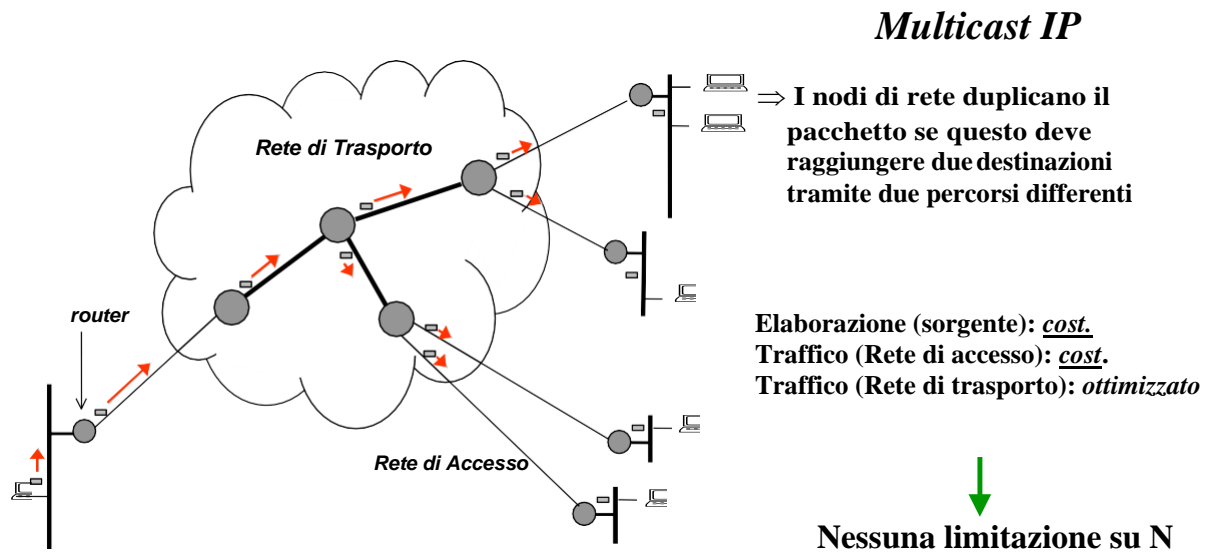 Multicast IP
⇒ I nodi di rete duplicano il
pacchetto se questo deve
raggiungere due destinazioni
tramite due percorsi differenti
Rete di Trasporto
router
Rete di Accesso
Elaborazione (sorgente): cost.
Traffico (Rete di accesso): cost.
Traffico (Rete di trasporto): ottimizzato
Nessuna limitazione su N